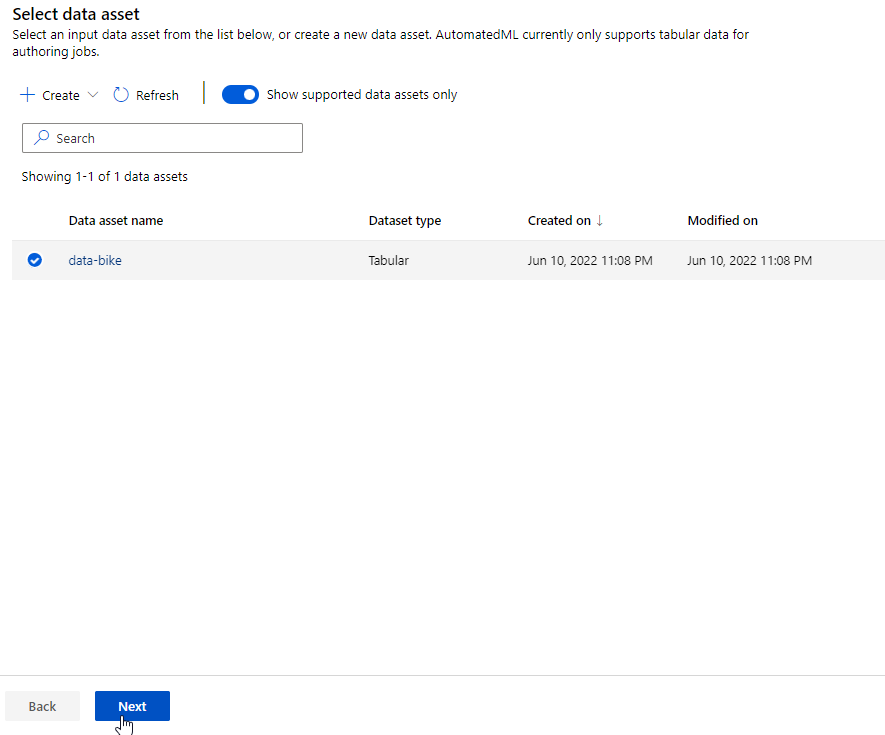 Select data asset
Select an input data asset from the list below, or create a new data asset. AutomatedML currently only supports tabular data for
authoring jobs.
Create Refresh Show supported data assets only
Search
Showing 1-1 of 1 data assets
Data asset name Dataset type Created on ↓ Modified on
data-bike Tabular Jun 10, 2022 11:08 PM Jun 10, 2022 11:08 PM
Back Next